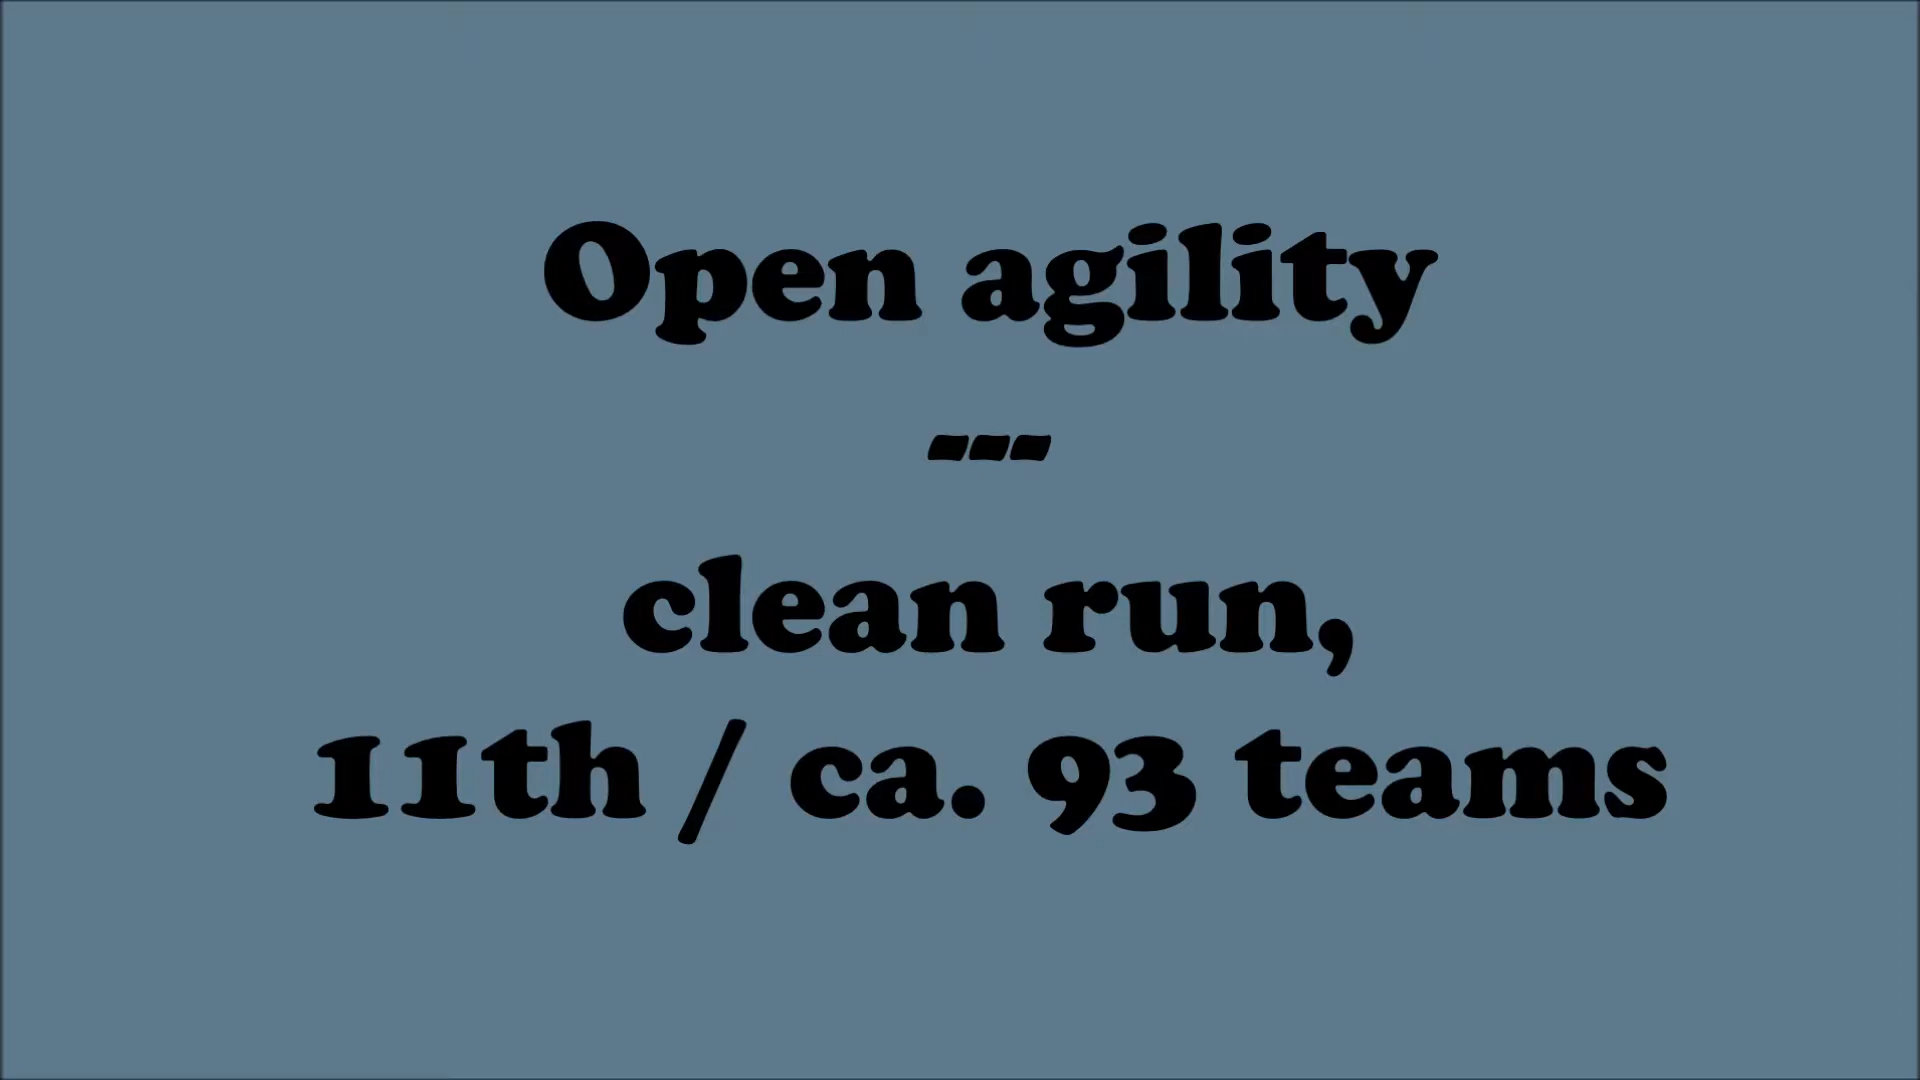 Open agility
---
clean run,
11th / ca. 93 teams